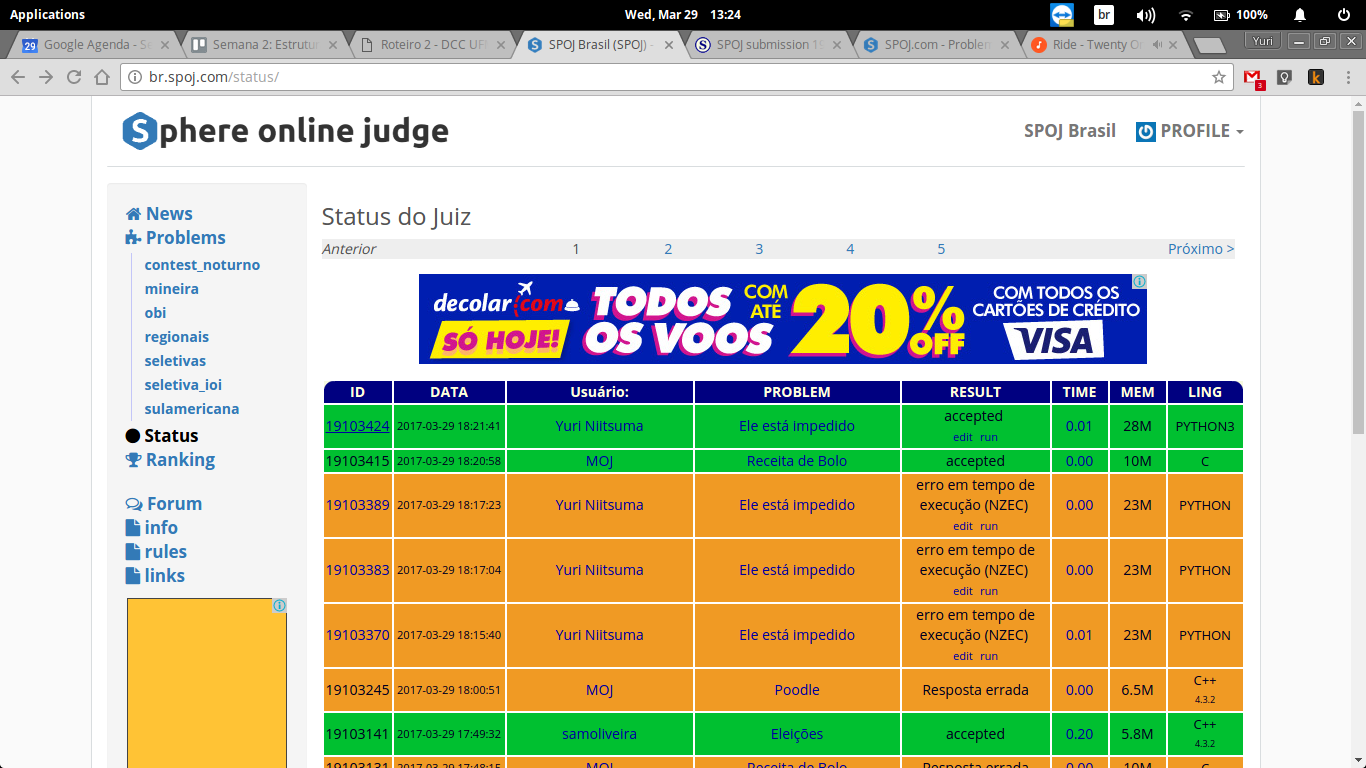 Applications
Wed, Mar 29 13:24
br
100%
Google Agenda - S
Semana 2: Estrutur
Roteiro 2 - DCC UF
SPOJ Brasil (SPOJ) -
SPOJ submission 19
SPOJ.com - Problem
Ride - Twenty On
Yuri
br.spoj.com/status/
3
k
Sphere online judge
SPOJ Brasil
PROFILE
News
Problems
contest_noturno
mineira
obi
regionais
seletivas
seletiva_ioi
sulamericana
Status
Ranking
Forum
info
rules
links
Status do Juiz
Anterior 1 2 3 4 5 Próximo >
decolar.com
SÓ HOJE!
TODOS OS VOOS
COM ATÉ
20% OFF
COM TODOS OS
CARTÕES DE CRÉDITO
VISA
ID DATA Usuário: PROBLEM RESULT TIME MEM LING
19103424 2017-03-29 18:21:41 Yuri Niitsuma Ele está impedido accepted 0.01 28M PYTHON3
edit run
19103415 2017-03-29 18:20:58 MOJ Receita de Bolo accepted 0.00 10M C
19103389 2017-03-29 18:17:23 Yuri Niitsuma Ele está impedido erro em tempo de execução (NZEC) 0.00 23M PYTHON
edit run
19103383 2017-03-29 18:17:04 Yuri Niitsuma Ele está impedido erro em tempo de execução (NZEC) 0.00 23M PYTHON
edit run
19103370 2017-03-29 18:15:40 Yuri Niitsuma Ele está impedido erro em tempo de execução (NZEC) 0.01 23M PYTHON
edit run
19103245 2017-03-29 18:00:51 MOJ Poodle Resposta errada 0.00 6.5M C++
4.3.2
19103141 2017-03-29 17:49:32 samoliveira Eleições accepted 0.20 5.8M C++
4.3.2
19103131 2017-03-29 17:48:15 MOJ Receita de Bolo Resposta errada 0.00 10M C